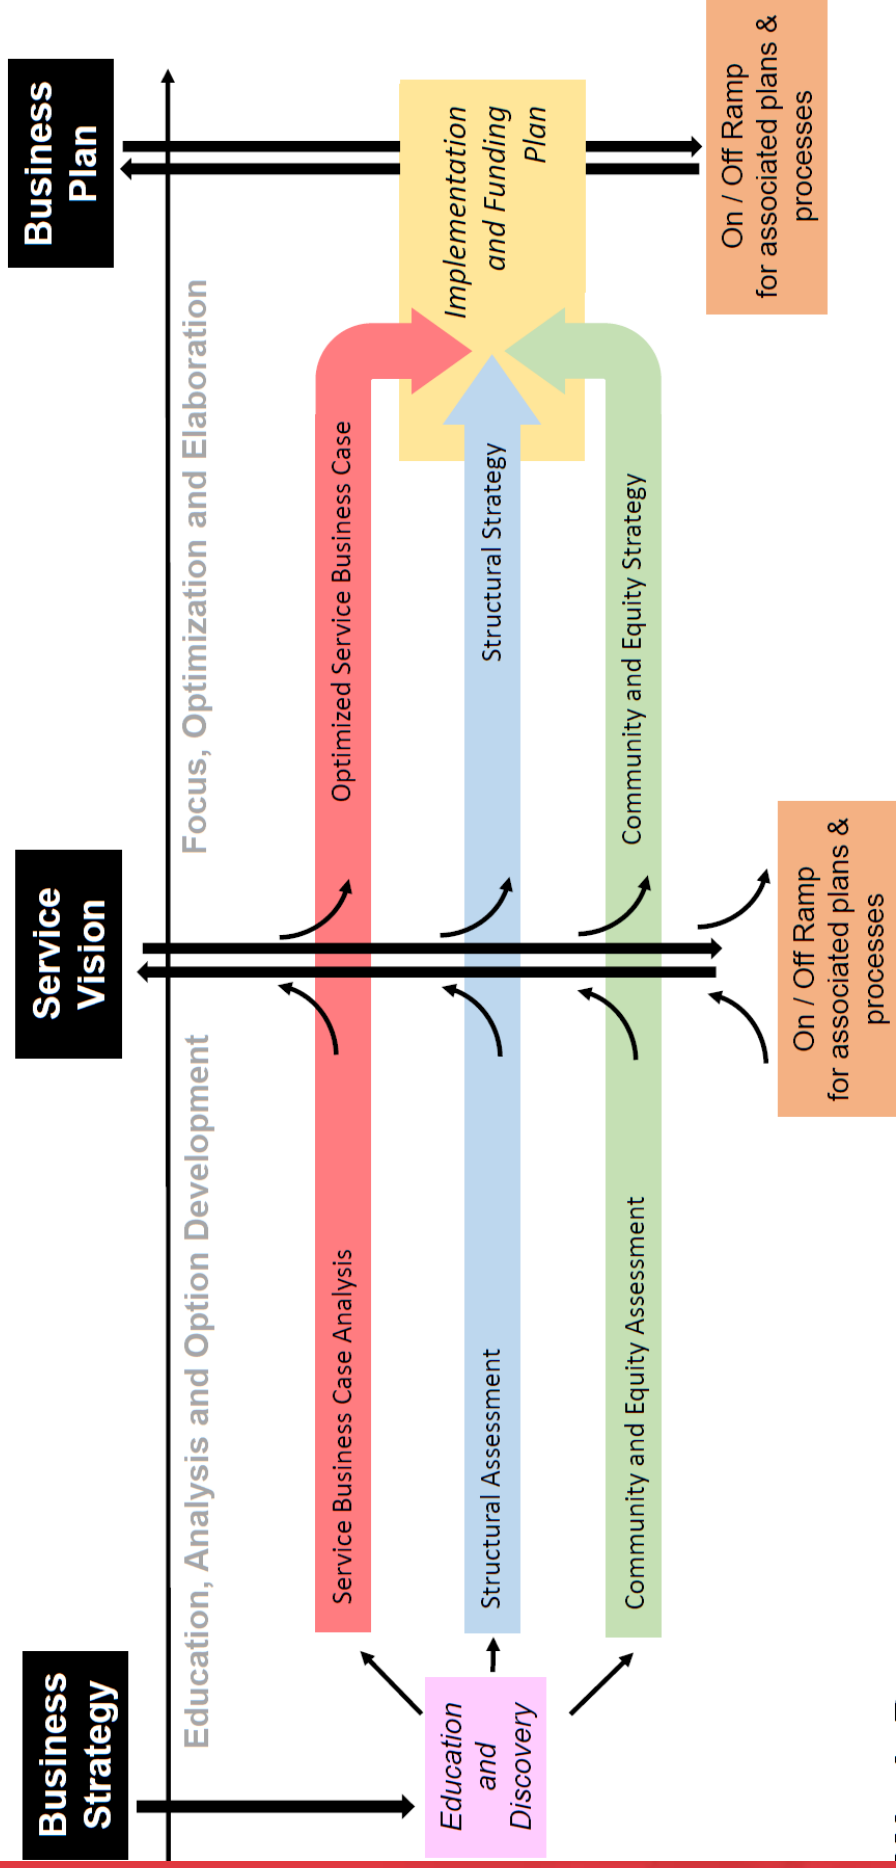 Business
Strategy
Service
Vision
Business
Plan
Education, Analysis and Option Development
Focus, Optimization and Elaboration
Education
and
Discovery
Service Business Case Analysis
Optimized Service Business Case
Structural Assessment
Structural Strategy
Community and Equity Assessment
Community and Equity Strategy
Implementation
and Funding
Plan
On / Off Ramp
for associated plans &
processes
On / Off Ramp
for associated plans &
processes